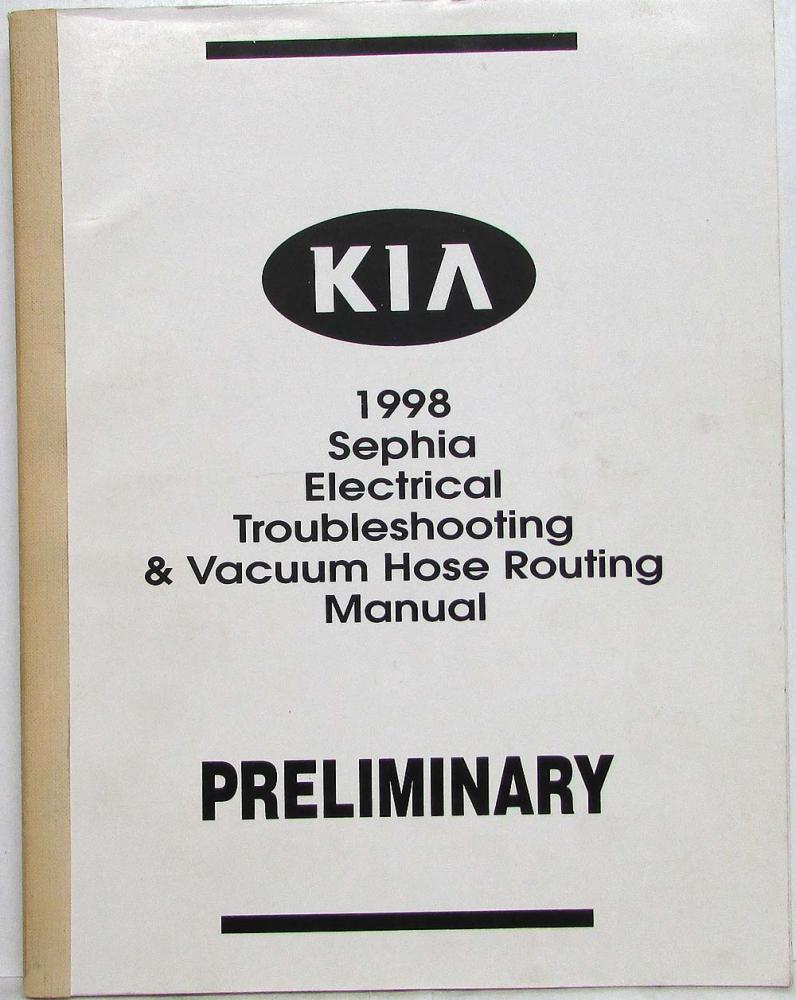 KIA
1998
Sephia
Electrical
Troubleshooting
& Vacuum Hose Routing
Manual
PRELIMINARY